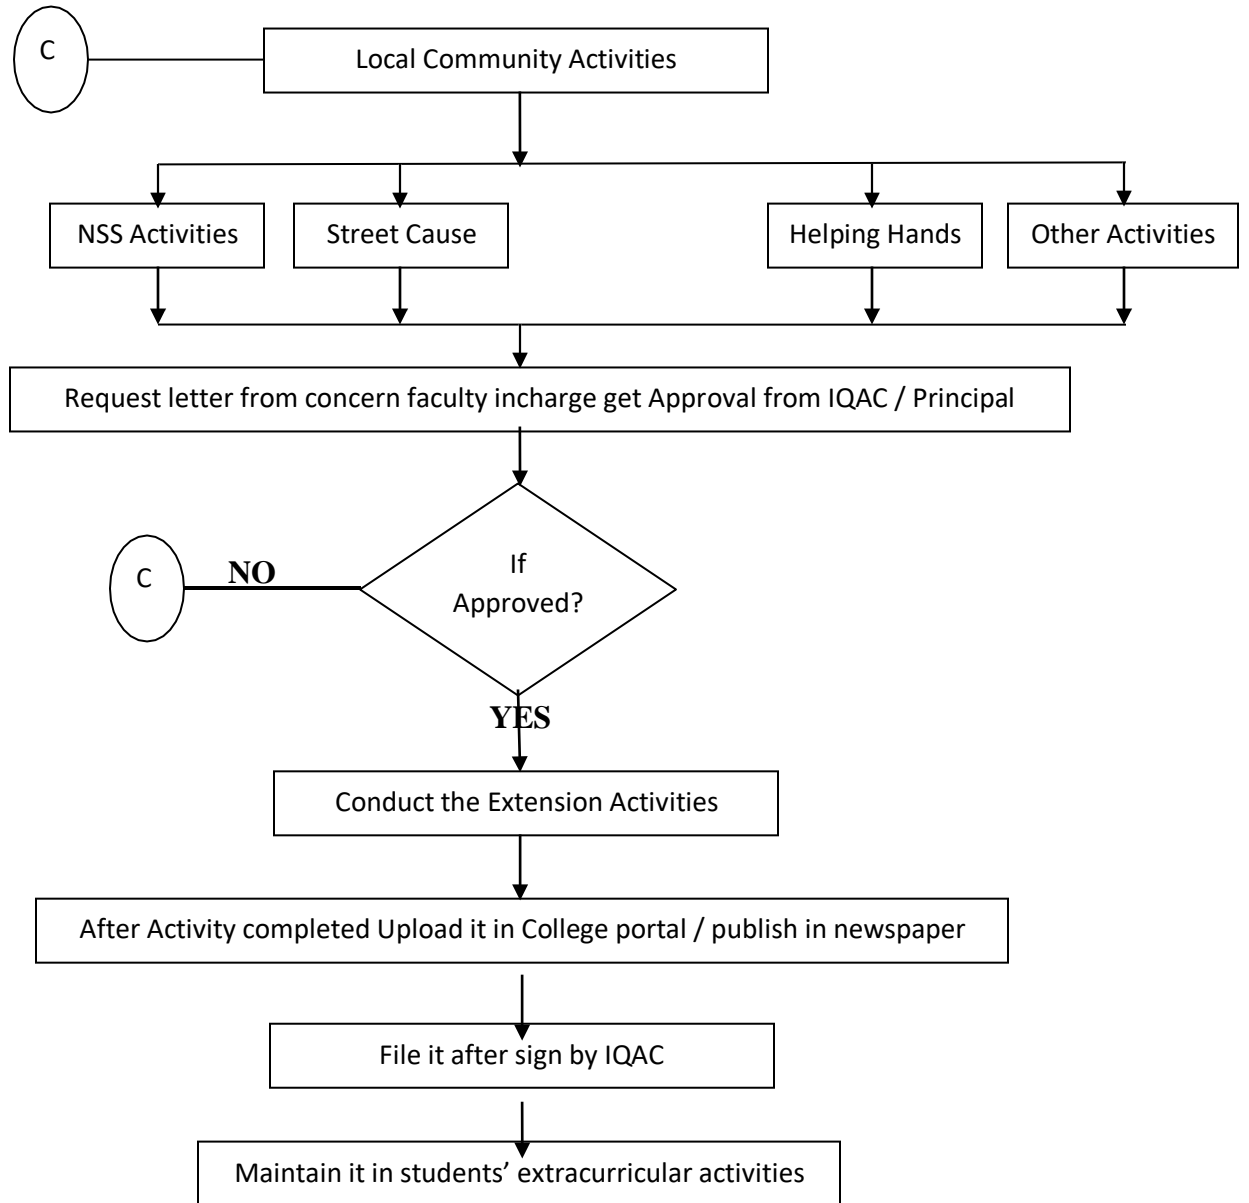 C
Local Community Activities
NSS Activities
Street Cause
Helping Hands
Other Activities
Request letter from concern faculty incharge get Approval from IQAC / Principal
If
Approved?
C
NO
YES
Conduct the Extension Activities
After Activity completed Upload it in College portal / publish in newspaper
File it after sign by IQAC
Maintain it in students’ extracurricular activities